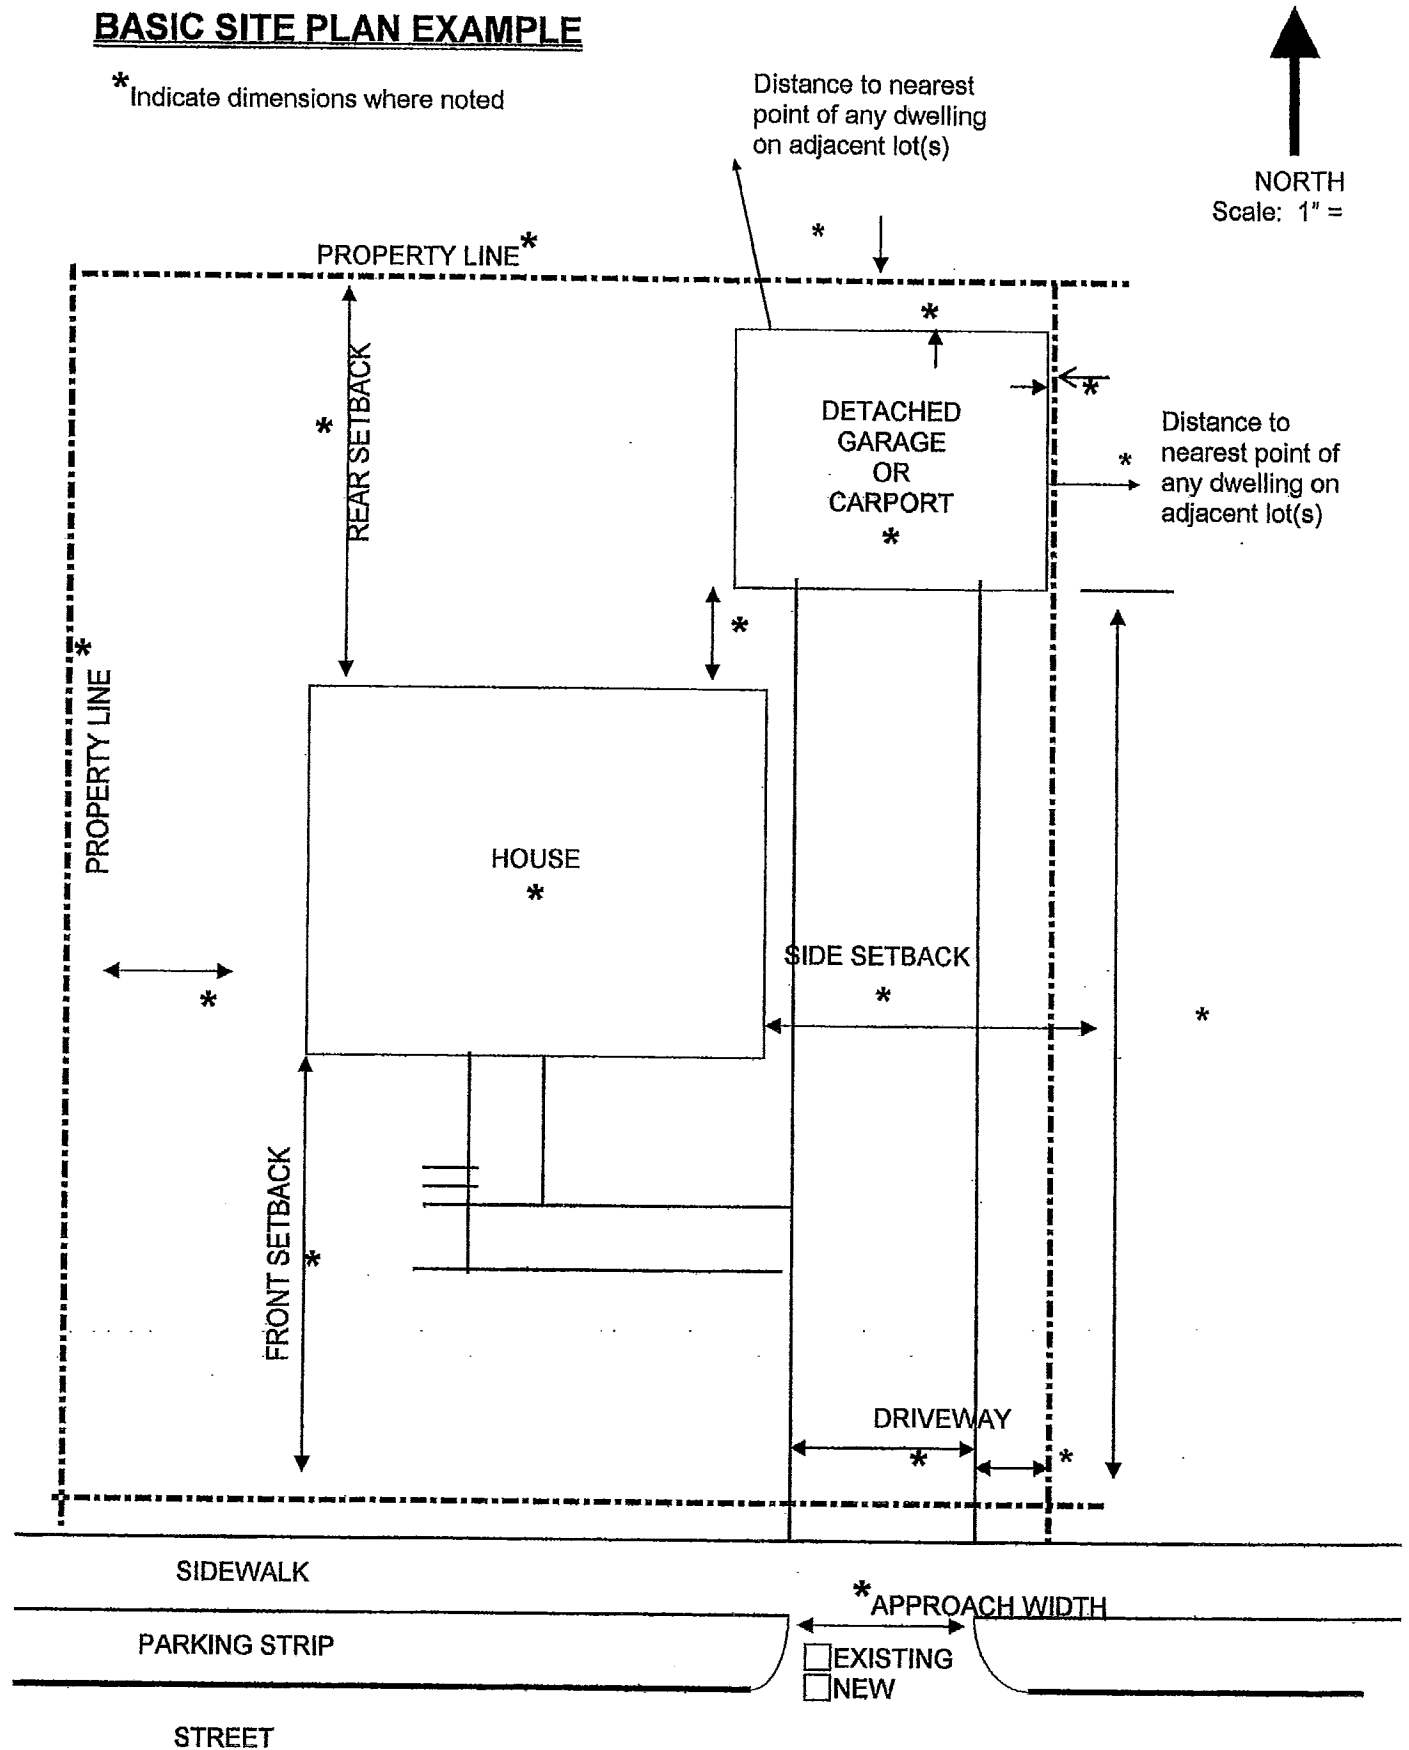 BASIC SITE PLAN EXAMPLE
*Indicate dimensions where noted
Distance to nearest
point of any dwelling
on adjacent lot(s)
NORTH
Scale: 1" =
*
PROPERTY LINE*
*
*
REAR SETBACK
*
DETACHED
GARAGE
OR
CARPORT
*
*
Distance to
nearest point of
any dwelling on
adjacent lot(s)
*
*
PROPERTY LINE
HOUSE
*
SIDE SETBACK
*
*
*
FRONT SETBACK
*
DRIVEWAY
*
*
SIDEWALK
*APPROACH WIDTH
PARKING STRIP
EXISTING
NEW
STREET